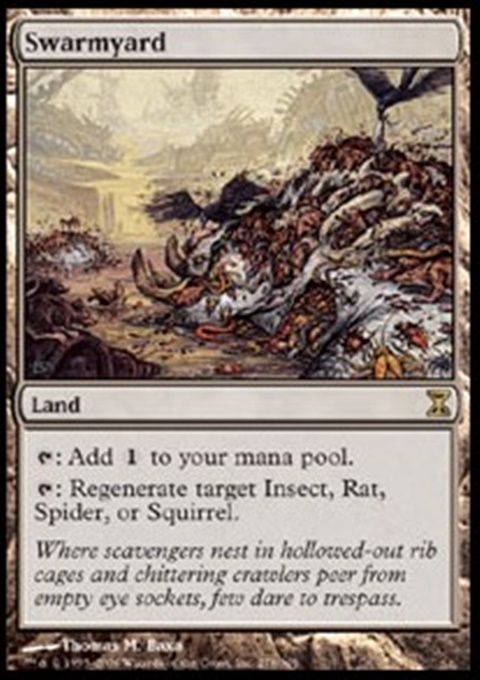 Swarmyard
Land
: Add 1 to your mana pool.
: Regenerate target Insect, Rat,
Spider, or Squirrel.
Where scavengers nest in hollowed-out rib
cages and chittering crawlers peer from
empty eye sockets, few dare to trespass.
Thomas M. Baxa